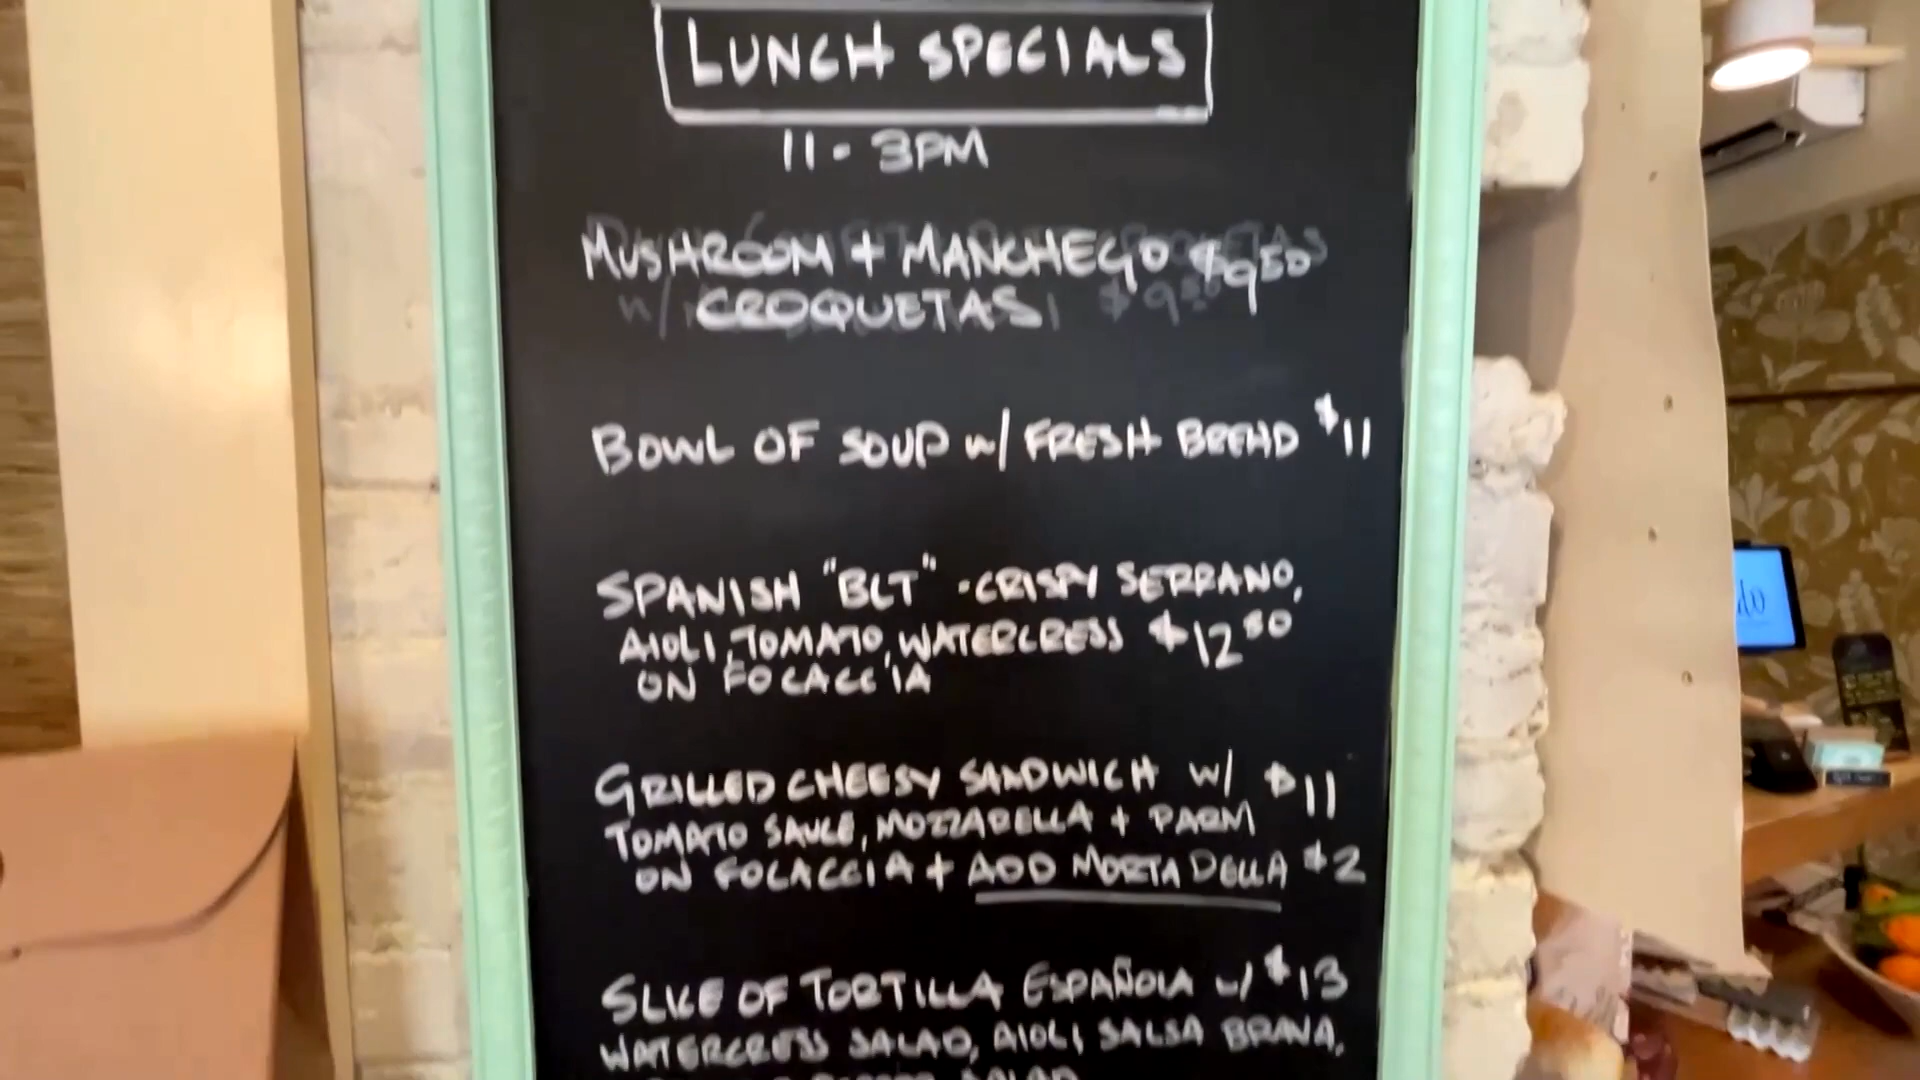 LUNCH SPECIALS
11 - 3PM
MUSHROOM + MANCHEGO $9.50
CROQUETAS
BOWL OF SOUP w/ FRESH BREAD $11
SPANISH "BLT" - CRISPY SERRANO,
AIOLI, TOMATO, WATERCRESS $12.50
ON FOCACCIA
GRILLED CHEESY SANDWICH w/ $11
TOMATO SAUCE, MOZZARELLA + PARM
ON FOCACCIA + ADD MORTADELLA $2
SLICE OF TORTILLA ESPAÑOLA w/ $13
WATERCRESS SALAD, AIOLI, SALSA BRAVA,
SALAD